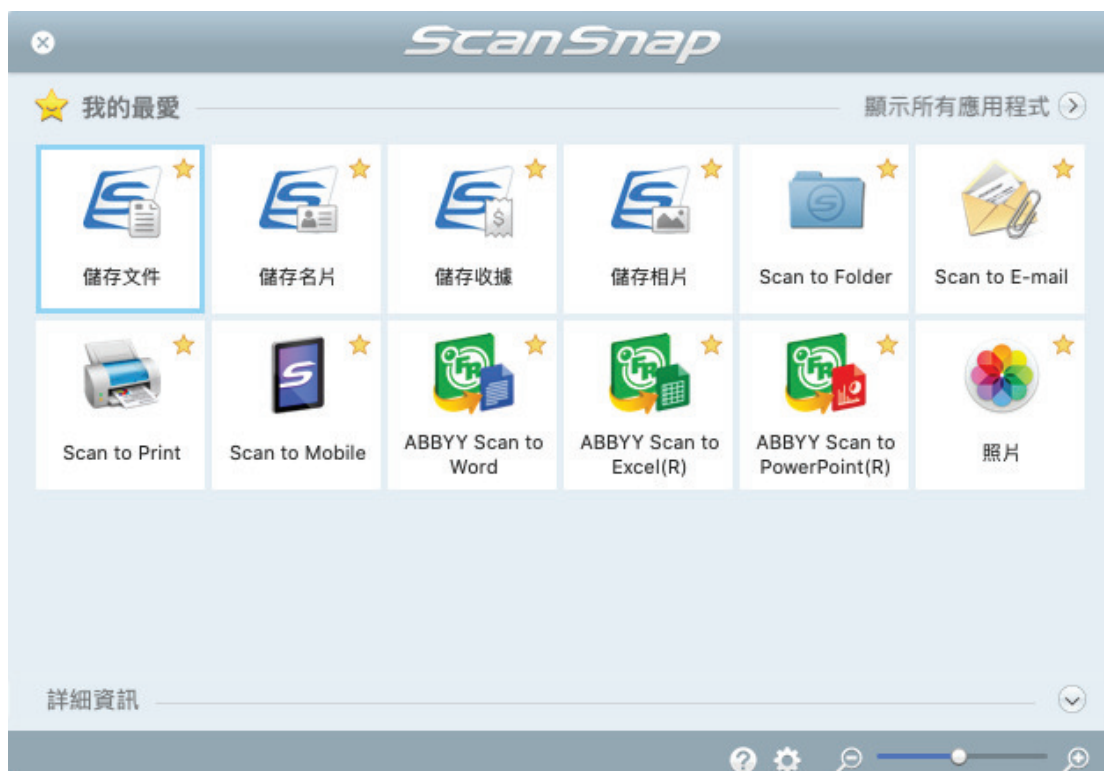 ScanSnap
我的最愛
顯示所有應用程式
儲存文件
儲存名片
儲存收據
儲存相片
Scan to Folder
Scan to E-mail
Scan to Print
Scan to Mobile
ABBYY Scan to
Word
ABBYY Scan to
Excel(R)
ABBYY Scan to
PowerPoint(R)
照片
詳細資訊